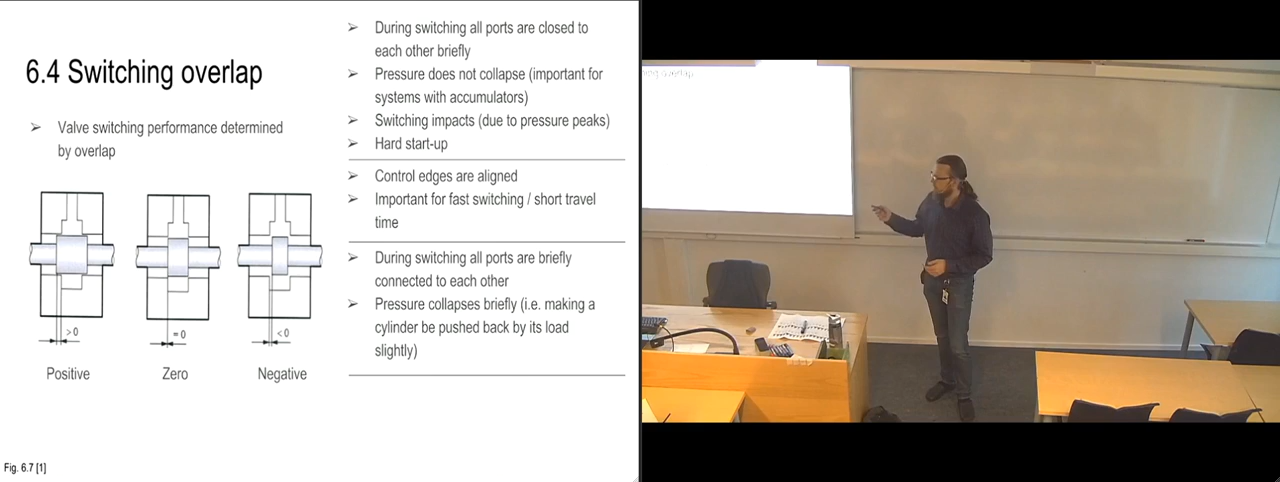 6.4 Switching overlap
➢ Valve switching performance determined
by overlap
> 0
= 0
< 0
Positive
Zero
Negative
Fig. 6.7 [1]
➢ During switching all ports are closed to
each other briefly
➢ Pressure does not collapse (important for
systems with accumulators)
➢ Switching impacts (due to pressure peaks)
➢ Hard start-up
➢ Control edges are aligned
➢ Important for fast switching / short travel
time
➢ During switching all ports are briefly
connected to each other
➢ Pressure collapses briefly (i.e. making a
cylinder be pushed back by its load
slightly)
overlap